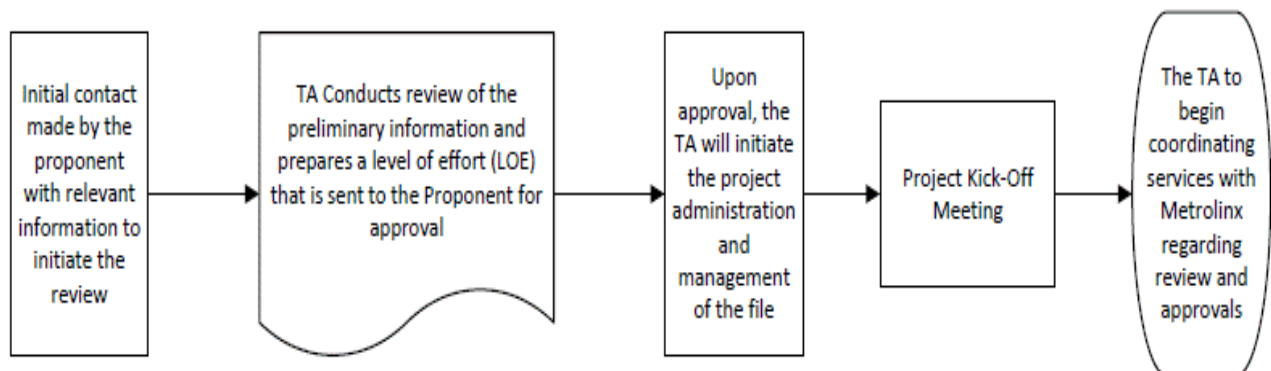 Initial contact
made by the
proponent
with relevant
information to
initiate the
review
TA Conducts review of the
preliminary information and
prepares a level of effort (LOE)
that is sent to the Proponent for
approval
Upon
approval, the
TA will initiate
the project
administration
and
management
of the file
Project Kick-Off
Meeting
The TA to
begin
coordinating
services with
Metrolinx
regarding
review and
approvals